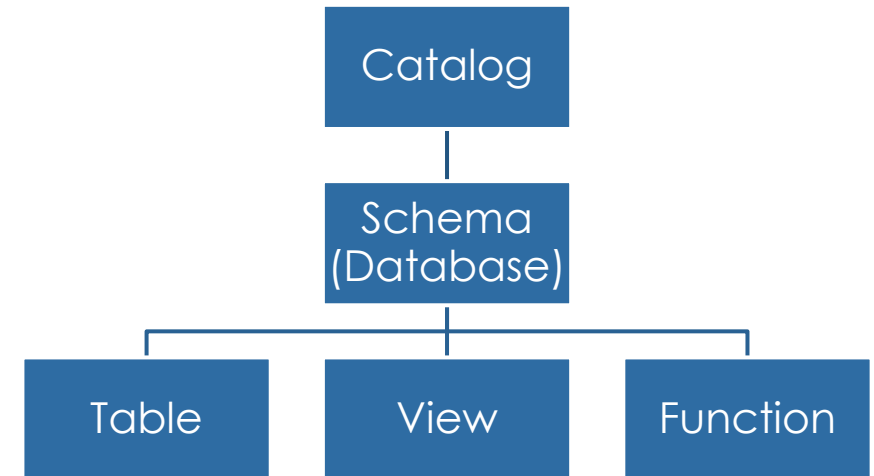 Catalog
Schema
(Database)
Table
View
Function